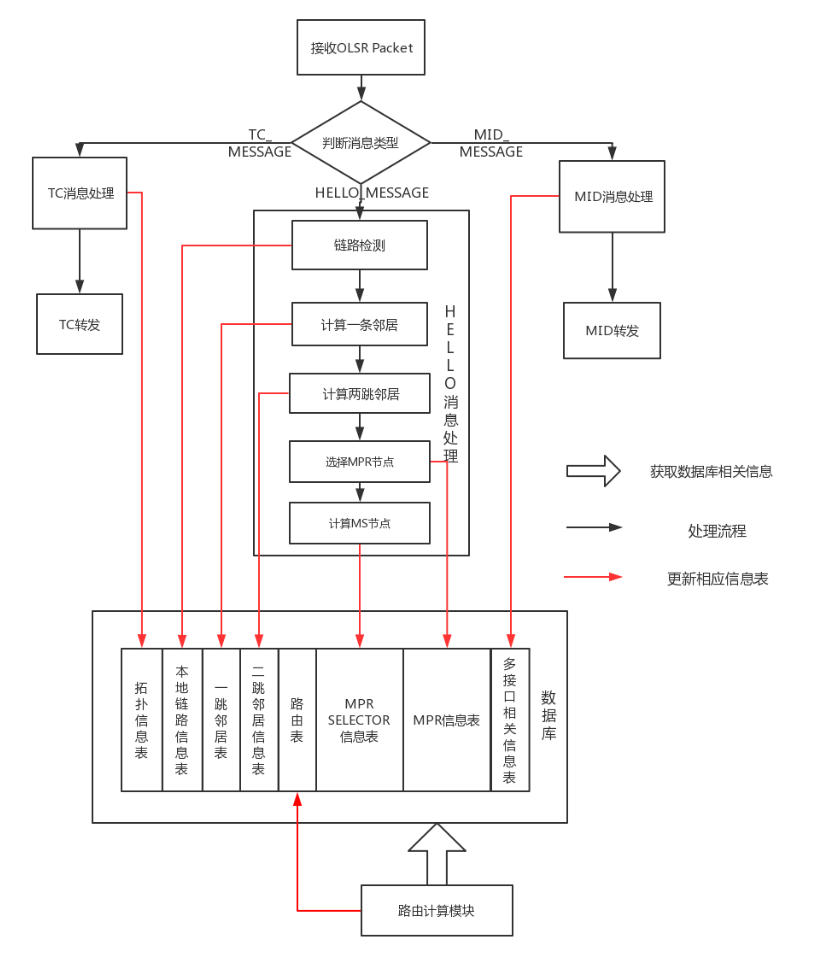 接收OLSR Packet
判断消息类型
TC_
MESSAGE
MID_
MESSAGE
HELLO_MESSAGE
TC消息处理
MID消息处理
TC转发
MID转发
链路检测
计算一条邻居
计算两跳邻居
选择MPR节点
计算MS节点
HELLO消息处理
获取数据库相关信息
处理流程
更新相应信息表
拓扑信息表
本地链路信息表
一跳邻居表
二跳邻居信息表
路由表
MPR
SELECTOR
信息表
MPR信息表
多接口相关信息表
数据库
路由计算模块